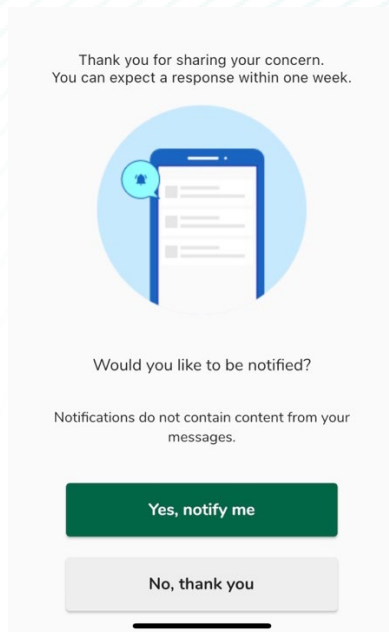 Thank you for sharing your concern.
You can expect a response within one week.
Would you like to be notified?
Notifications do not contain content from your
messages.
Yes, notify me
No, thank you